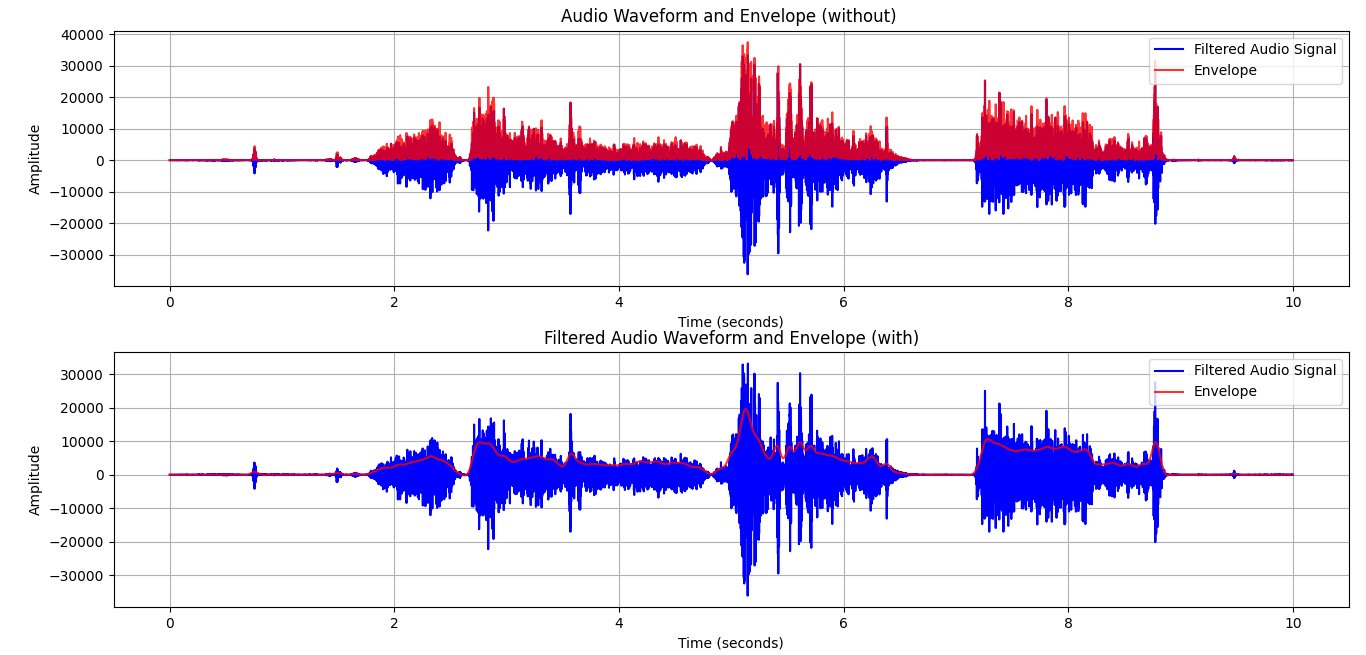 Audio Waveform and Envelope (without)
40000
30000
20000
10000
0
−10000
−20000
−30000
Amplitude
Filtered Audio Signal
Envelope
0 2 4 6 8 10
Time (seconds)
Filtered Audio Waveform and Envelope (with)
30000
20000
10000
0
−10000
−20000
−30000
Amplitude
Filtered Audio Signal
Envelope
0 2 4 6 8 10
Time (seconds)